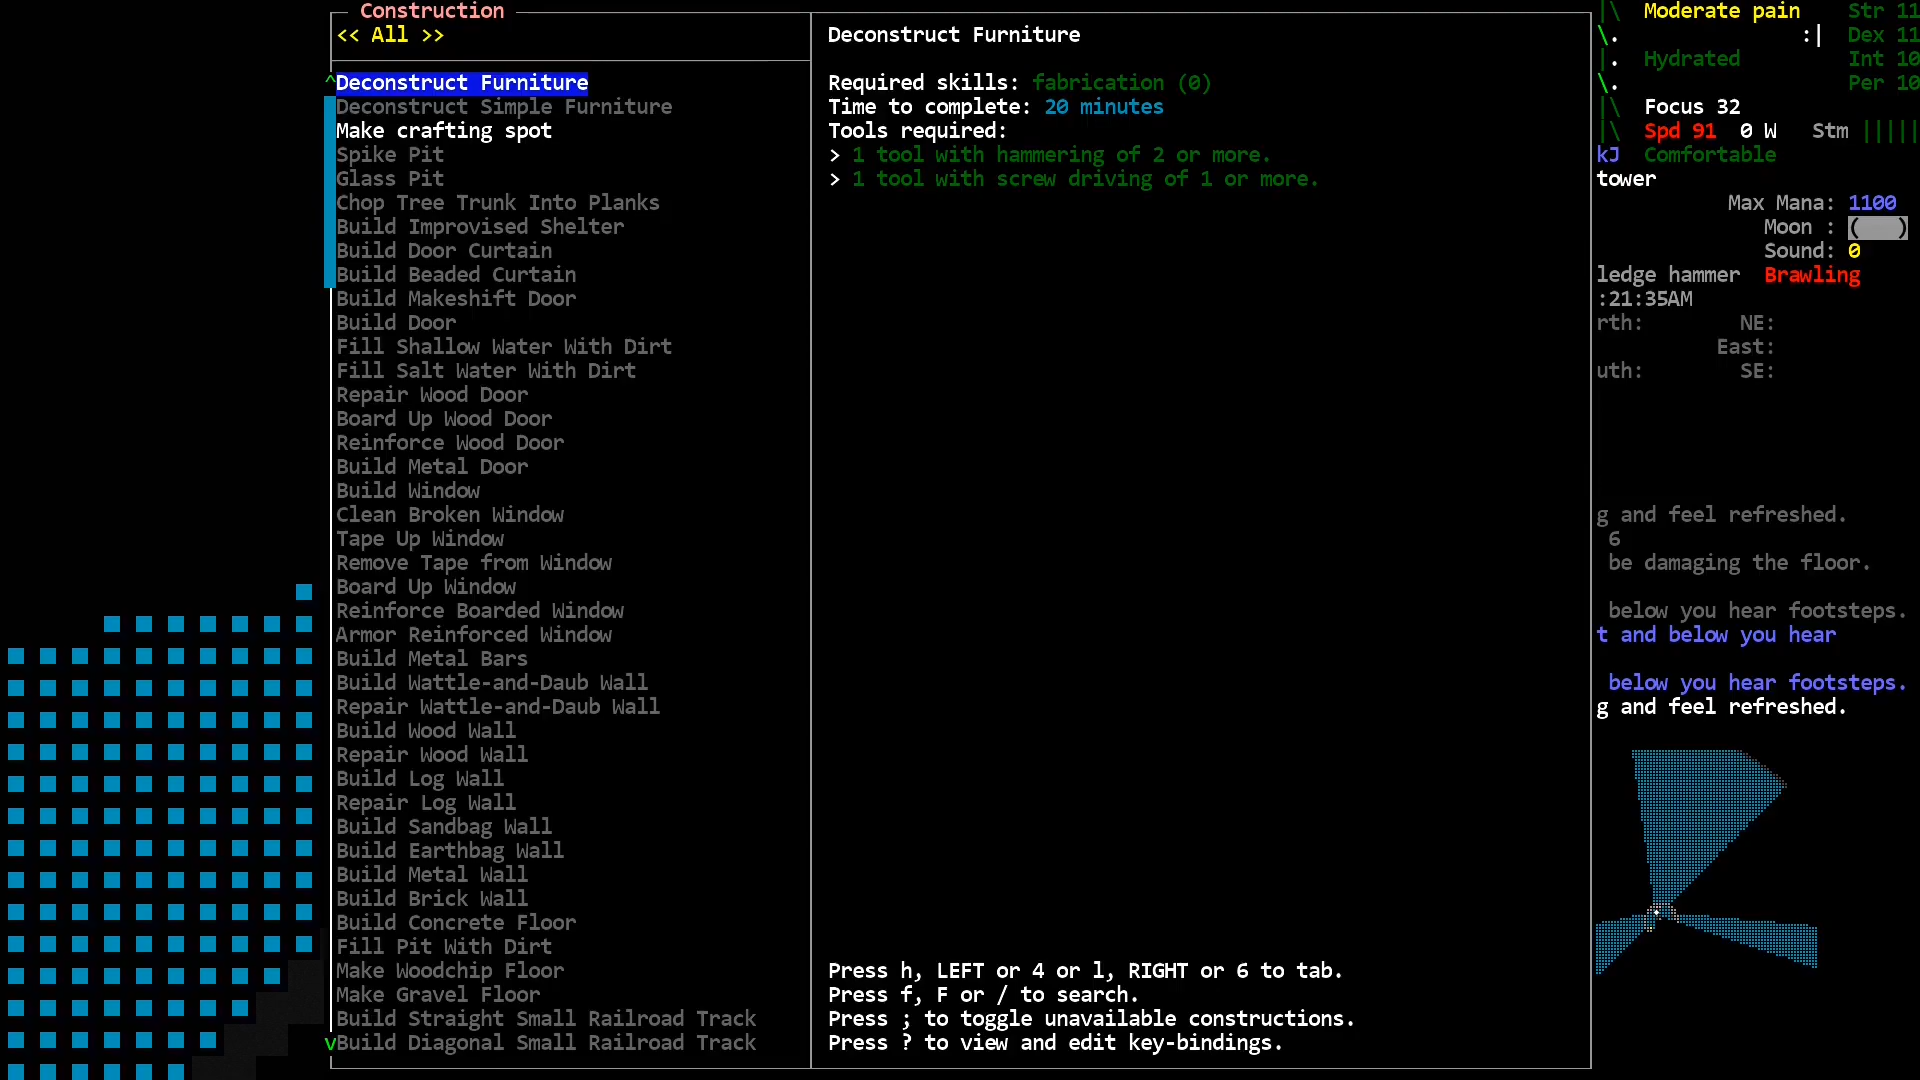 Construction
<< All >>
^Deconstruct Furniture
Deconstruct Simple Furniture
Make crafting spot
Spike Pit
Glass Pit
Chop Tree Trunk Into Planks
Build Improvised Shelter
Build Door Curtain
Build Beaded Curtain
Build Makeshift Door
Build Door
Fill Shallow Water With Dirt
Fill Salt Water With Dirt
Repair Wood Door
Board Up Wood Door
Reinforce Wood Door
Build Metal Door
Build Window
Clean Broken Window
Tape Up Window
Remove Tape from Window
Board Up Window
Reinforce Boarded Window
Armor Reinforced Window
Build Metal Bars
Build Wattle-and-Daub Wall
Repair Wattle-and-Daub Wall
Build Wood Wall
Repair Wood Wall
Build Log Wall
Repair Log Wall
Build Sandbag Wall
Build Earthbag Wall
Build Metal Wall
Build Brick Wall
Build Concrete Floor
Fill Pit With Dirt
Make Woodchip Floor
Make Gravel Floor
Build Straight Small Railroad Track
vBuild Diagonal Small Railroad Track
Deconstruct Furniture
Required skills: fabrication (0)
Time to complete: 20 minutes
Tools required:
> 1 tool with hammering of 2 or more.
> 1 tool with screw driving of 1 or more.
Press h, LEFT or 4 or l, RIGHT or 6 to tab.
Press f, F or / to search.
Press ; to toggle unavailable constructions.
Press ? to view and edit key-bindings.
|\ Moderate pain Str 11
\. :| Dex 11
|. Hydrated Int 10
\. Per 10
|\ Focus 32
|\ Spd 91 0 W Stm |||||
kJ Comfortable
tower
Max Mana: 1100
Moon : ( )
Sound: 0
ledge hammer Brawling
:21:35AM
rth: NE:
East:
uth: SE:
g and feel refreshed.
6
be damaging the floor.
below you hear footsteps.
t and below you hear
below you hear footsteps.
g and feel refreshed.